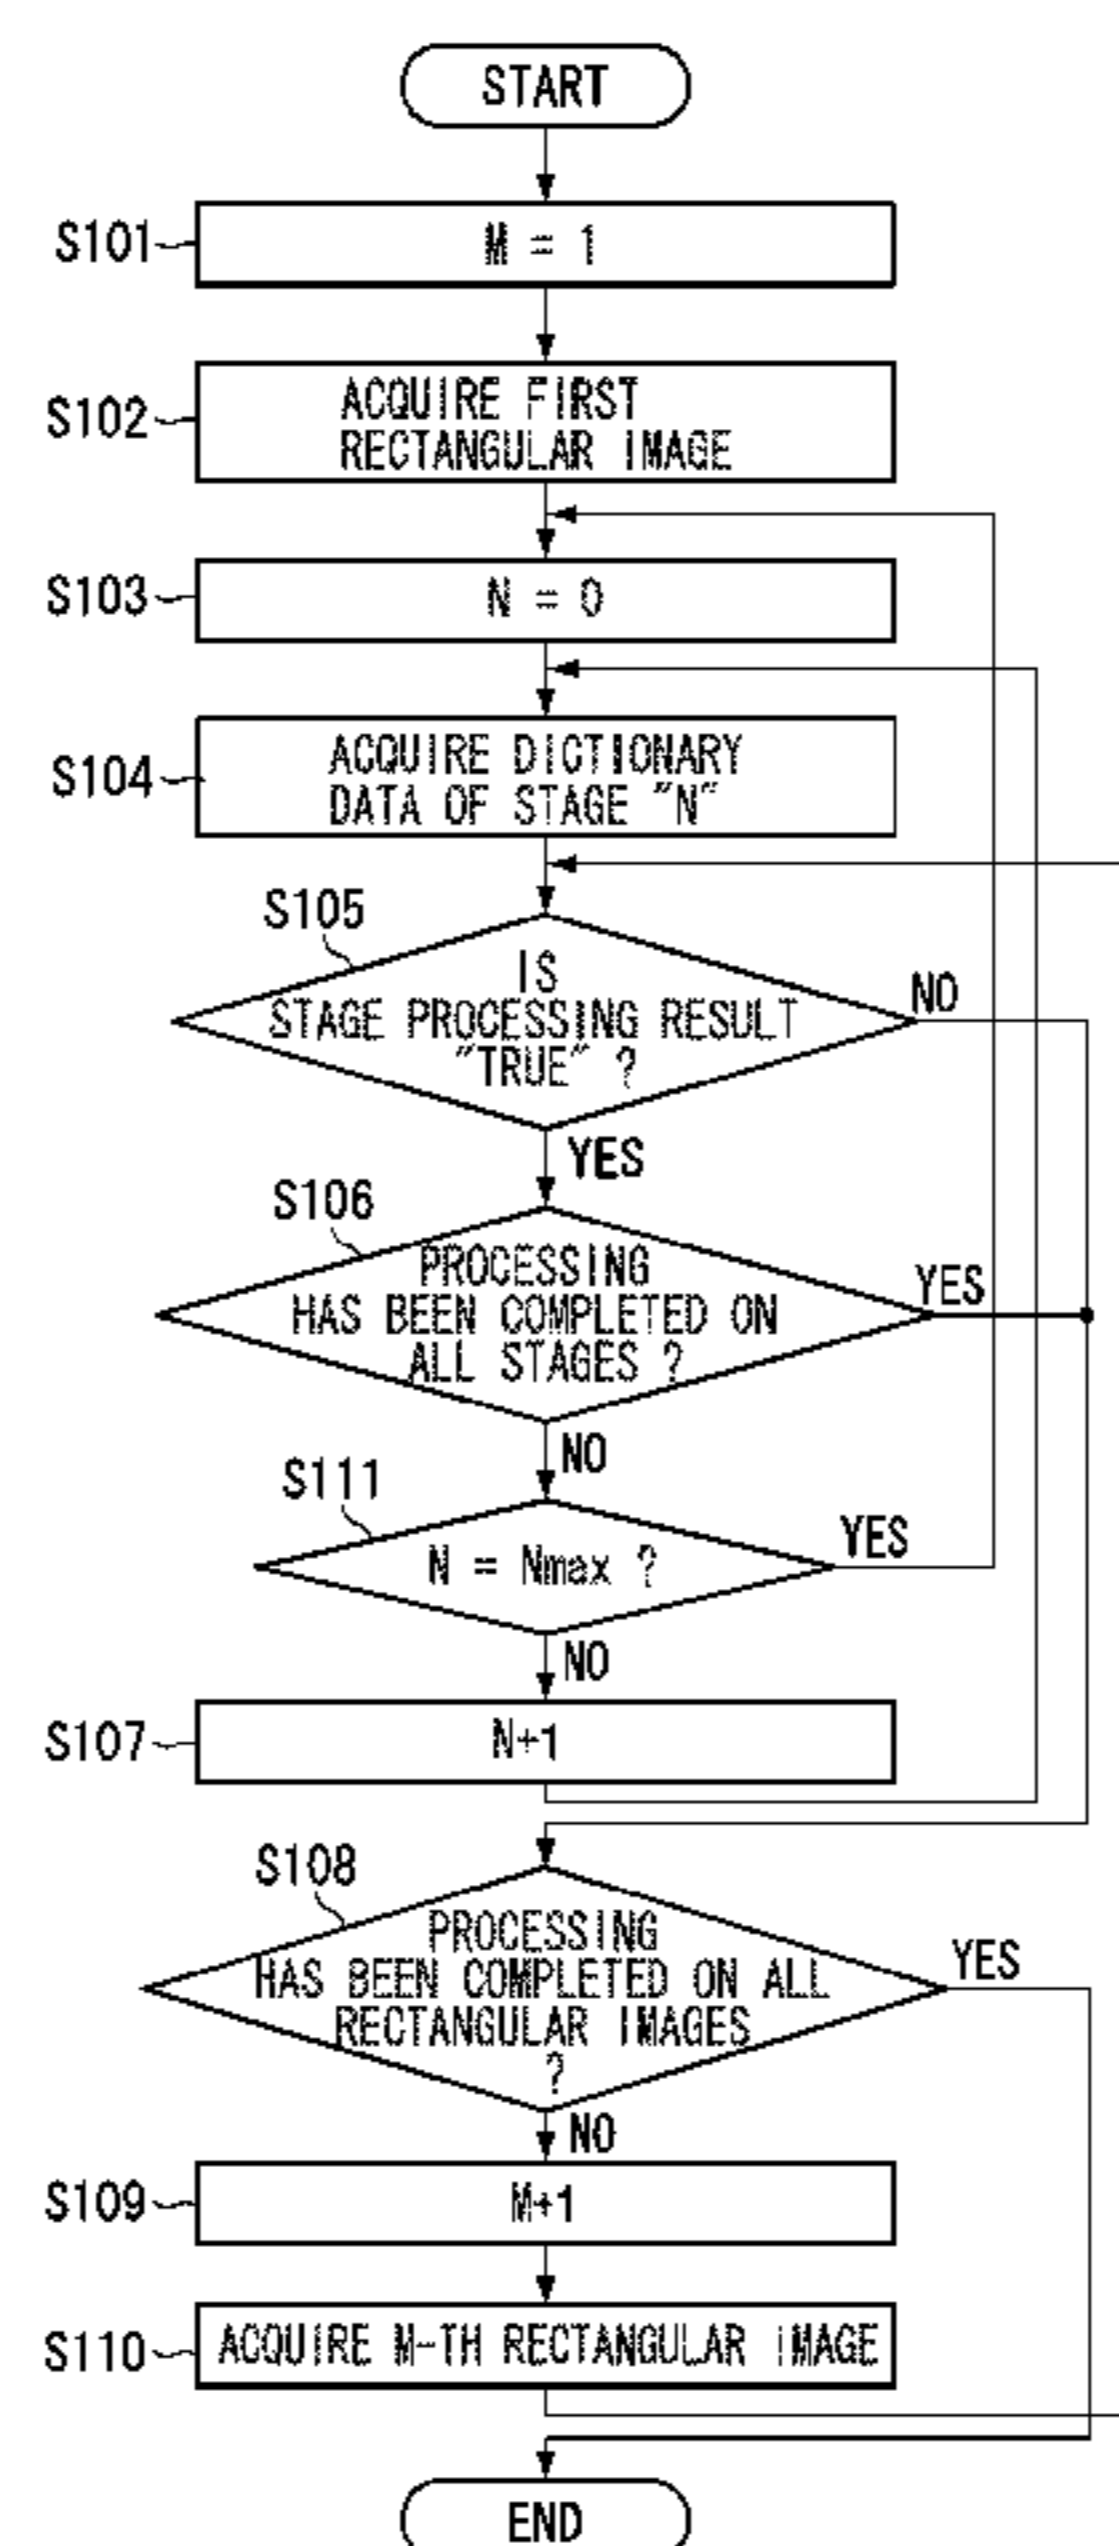 START
S101
M = 1
S102
ACQUIRE FIRST
RECTANGULAR IMAGE
S103
N = 0
S104
ACQUIRE DICTIONARY
DATA OF STAGE "N"
S105
IS
STAGE PROCESSING RESULT
"TRUE" ?
NO
YES
S106
PROCESSING
HAS BEEN COMPLETED ON
ALL STAGES ?
YES
NO
S111
N = Nmax ?
YES
NO
S107
N+1
S108
PROCESSING
HAS BEEN COMPLETED ON ALL
RECTANGULAR IMAGES
?
YES
NO
S109
M+1
S110
ACQUIRE M-TH RECTANGULAR IMAGE
END